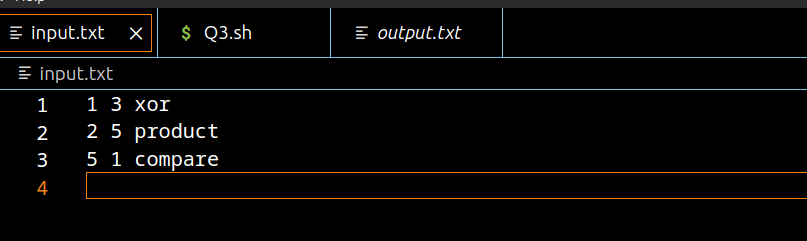 input.txt
Q3.sh
output.txt
input.txt
1 1 3 xor
2 2 5 product
3 5 1 compare
4